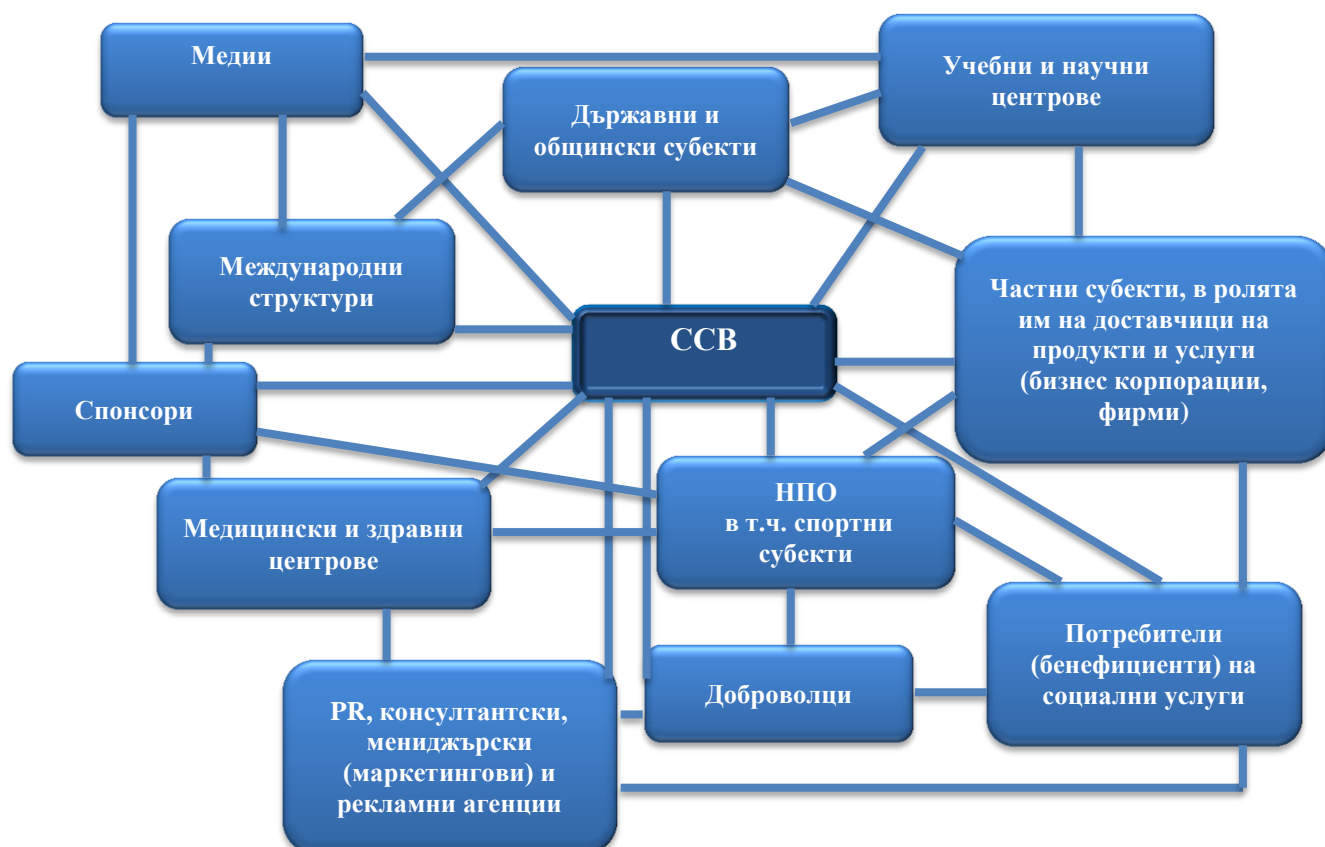 Медии
Учебни и научни
центрове
Държавни и
общински субекти
Международни
структури
ССВ
Частни субекти, в ролята
им на доставчици на
продукти и услуги
(бизнес корпорации,
фирми)
Спонсори
НПО
в т.ч. спортни
субекти
Медицински и здравни
центрове
Потребители
(бенефициенти) на
социални услуги
Доброволци
PR, консултантски,
мениджърски
(маркетингови) и
рекламни агенции